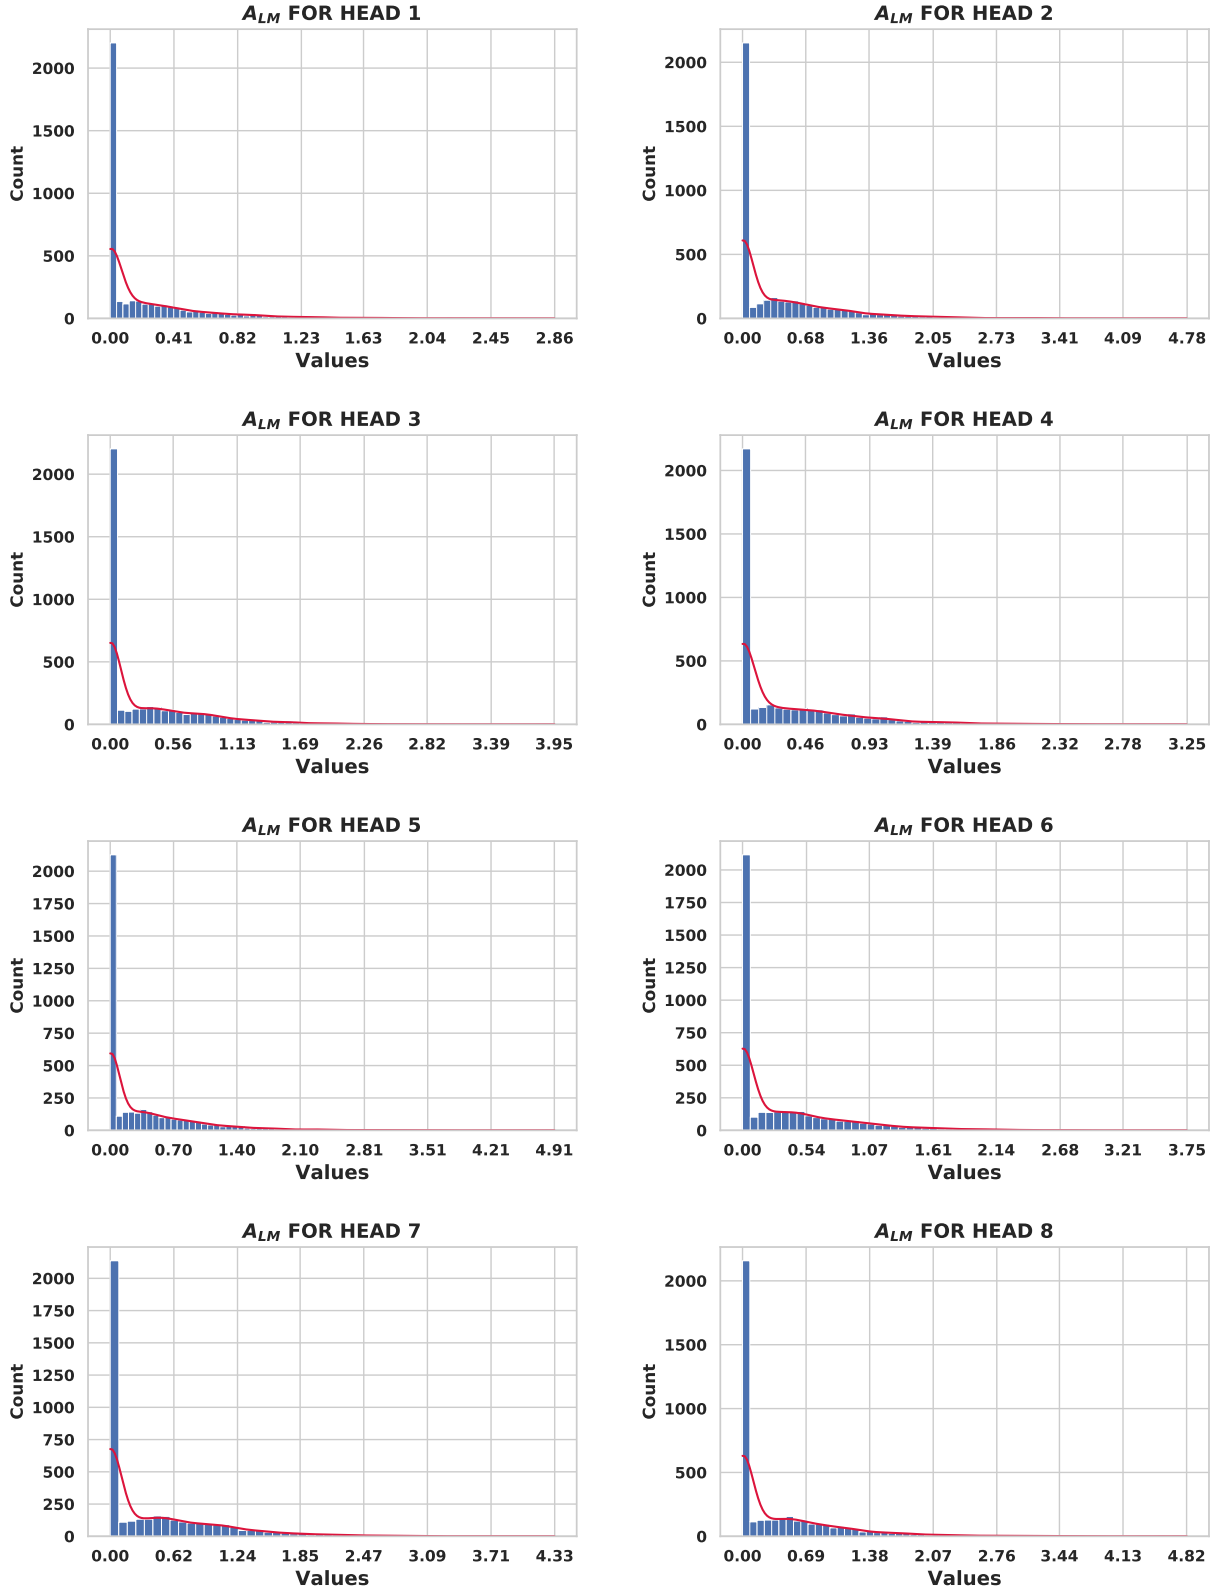 A_LM FOR HEAD 1
Count
2000
1500
1000
500
0
0.00 0.41 0.82 1.23 1.63 2.04 2.45 2.86
Values
A_LM FOR HEAD 2
Count
2000
1500
1000
500
0
0.00 0.68 1.36 2.05 2.73 3.41 4.09 4.78
Values
A_LM FOR HEAD 3
Count
2000
1500
1000
500
0
0.00 0.56 1.13 1.69 2.26 2.82 3.39 3.95
Values
A_LM FOR HEAD 4
Count
2000
1500
1000
500
0
0.00 0.46 0.93 1.39 1.86 2.32 2.78 3.25
Values
A_LM FOR HEAD 5
Count
2000
1750
1500
1250
1000
750
500
250
0
0.00 0.70 1.40 2.10 2.81 3.51 4.21 4.91
Values
A_LM FOR HEAD 6
Count
2000
1750
1500
1250
1000
750
500
250
0
0.00 0.54 1.07 1.61 2.14 2.68 3.21 3.75
Values
A_LM FOR HEAD 7
Count
2000
1750
1500
1250
1000
750
500
250
0
0.00 0.62 1.24 1.85 2.47 3.09 3.71 4.33
Values
A_LM FOR HEAD 8
Count
2000
1500
1000
500
0
0.00 0.69 1.38 2.07 2.76 3.44 4.13 4.82
Values